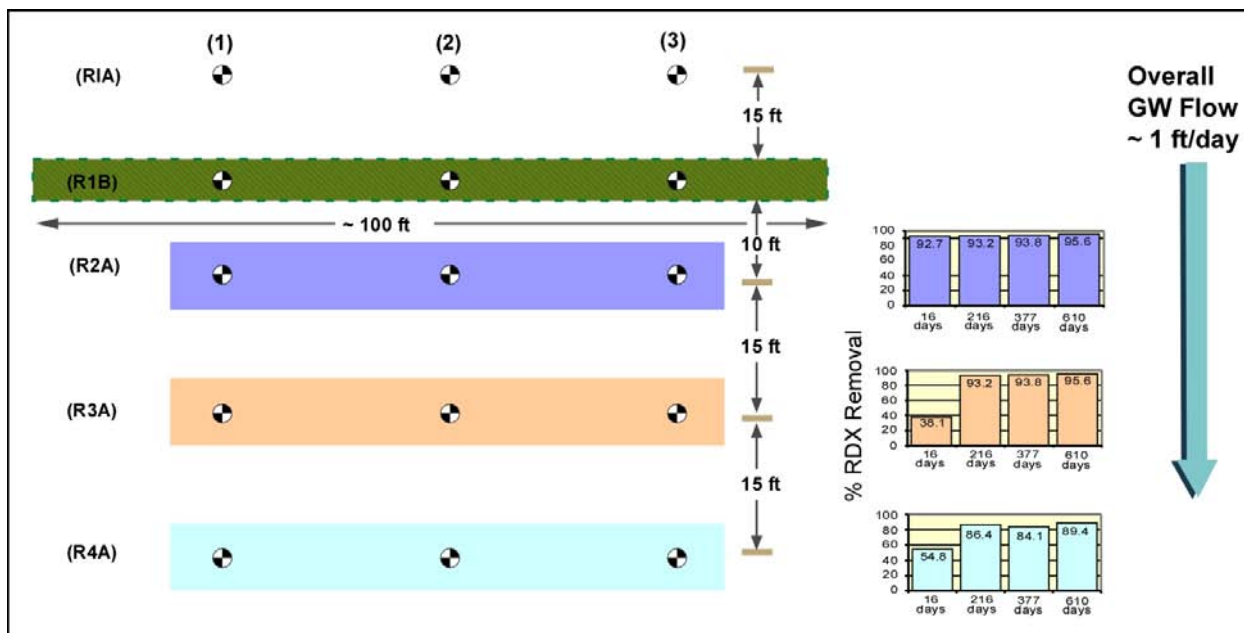 (1)
(2)
(3)
(RIA)
15 ft
Overall
GW Flow
~ 1 ft/day
(R1B)
~ 100 ft
10 ft
(R2A)
100
80
60
40
20
0
92.7
93.2
93.8
95.6
16 days
216 days
377 days
610 days
15 ft
(R3A)
% RDX Removal
100
80
60
40
20
0
38.1
93.2
93.8
95.6
16 days
216 days
377 days
610 days
15 ft
(R4A)
100
80
60
40
20
0
54.8
86.4
84.1
89.4
16 days
216 days
377 days
610 days